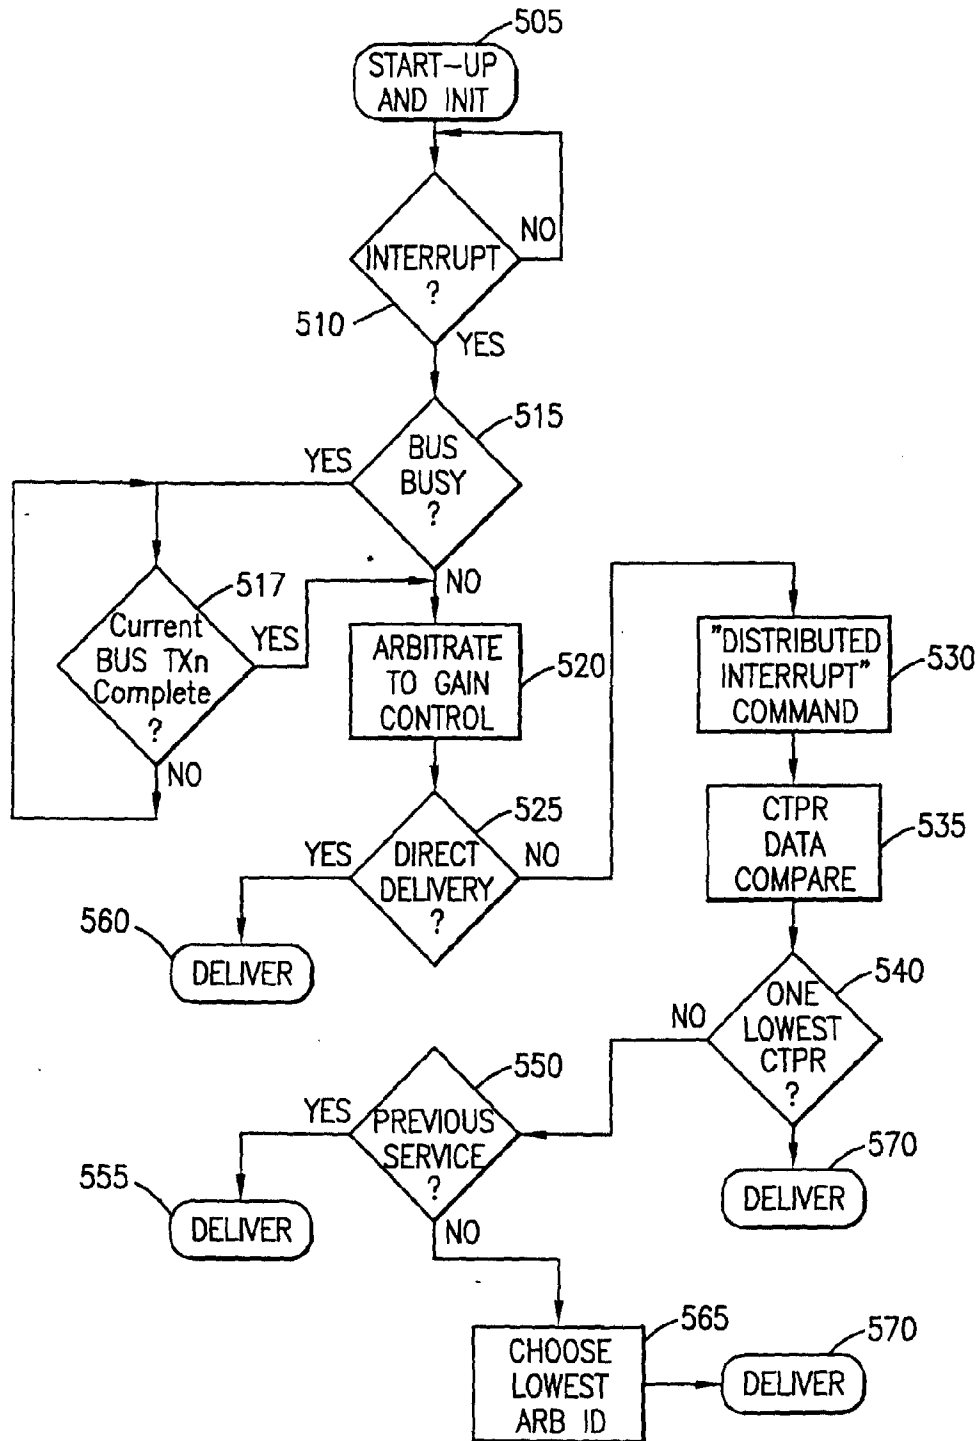 505
START-UP
AND INIT
NO
INTERRUPT
?
510
YES
515
YES
BUS
BUSY
?
NO
517
Current
BUS TXn
Complete
?
YES
NO
ARBITRATE
TO GAIN
CONTROL
520
"DISTRIBUTED
INTERRUPT"
COMMAND
530
525
YES
DIRECT
DELIVERY
?
NO
CTPR
DATA
COMPARE
535
560
DELIVER
540
NO
ONE
LOWEST
CTPR
?
550
YES
PREVIOUS
SERVICE
?
NO
555
DELIVER
570
DELIVER
565
CHOOSE
LOWEST
ARB ID
570
DELIVER